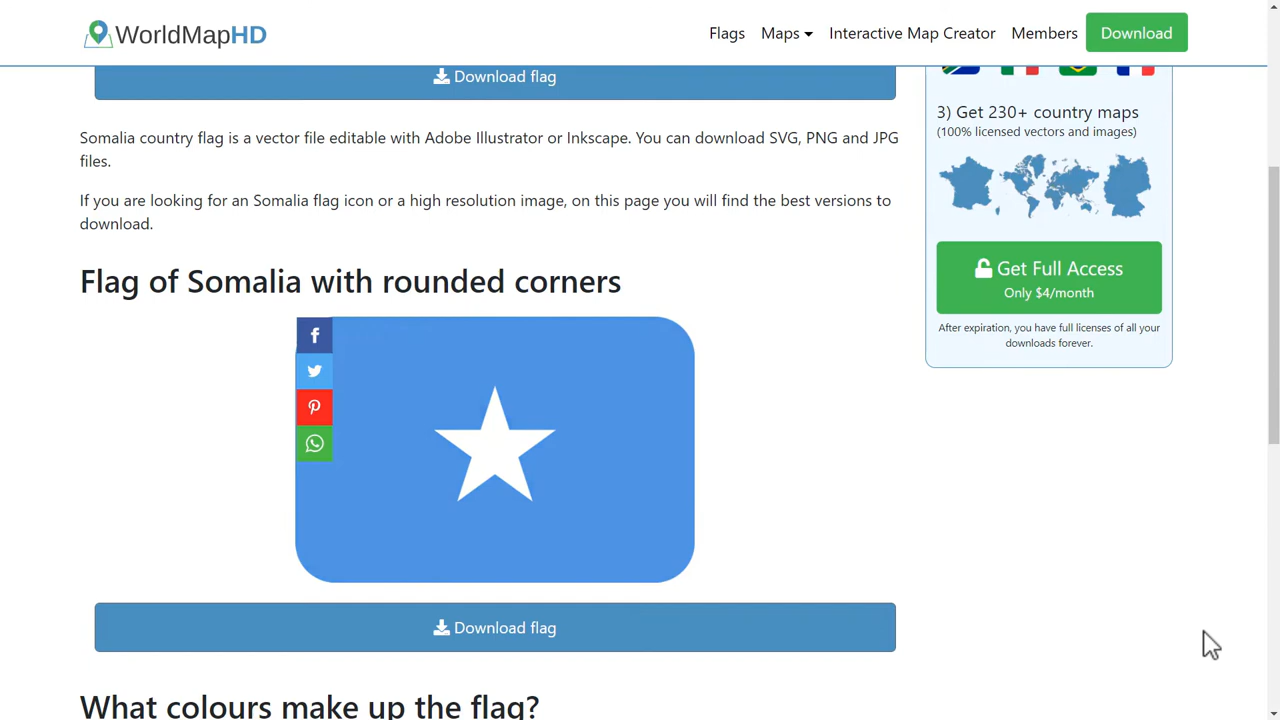 WorldMapHD
Flags
Maps
Interactive Map Creator
Members
Download
Download flag
Somalia country flag is a vector file editable with Adobe Illustrator or Inkscape. You can download SVG, PNG and JPG
files.
If you are looking for an Somalia flag icon or a high resolution image, on this page you will find the best versions to
download.
Flag of Somalia with rounded corners
Download flag
What colours make up the flag?
3) Get 230+ country maps
(100% licensed vectors and images)
Get Full Access
Only $4/month
After expiration, you have full licenses of all your
downloads forever.